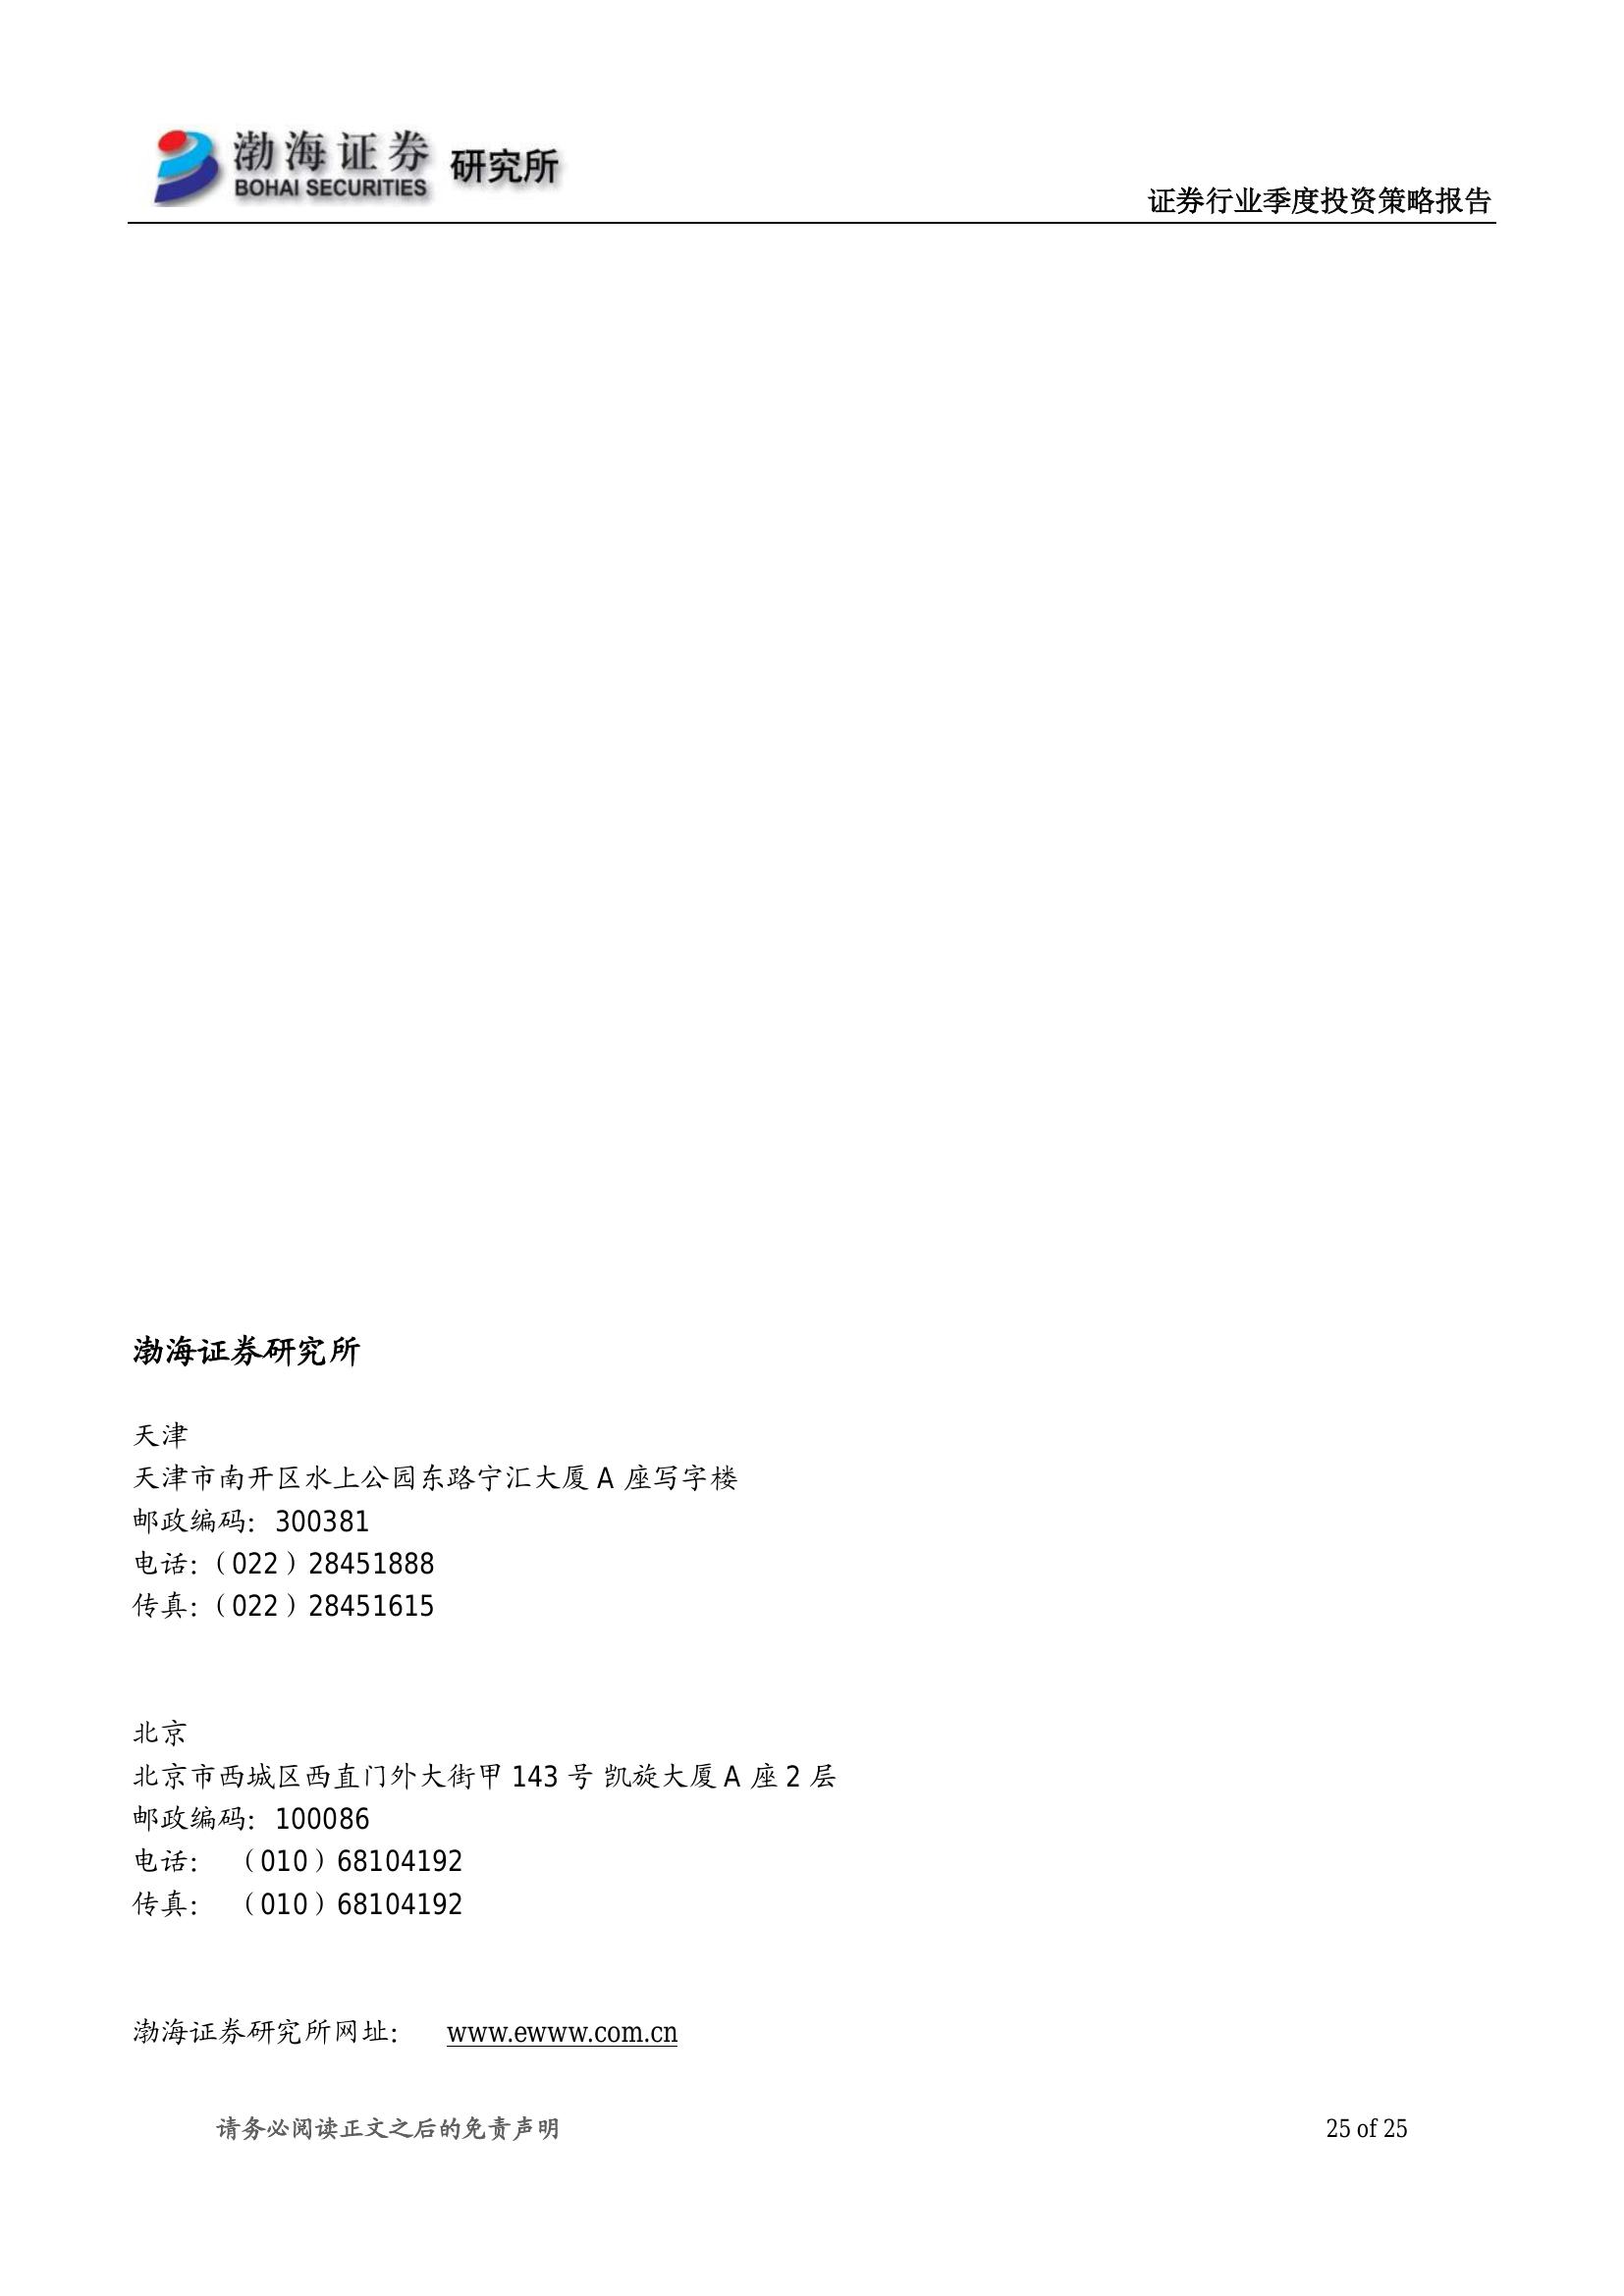 渤海证券 研究所
BOHAI SECURITIES
证券行业季度投资策略报告
渤海证券研究所
天津
天津市南开区水上公园东路宁汇大厦 A 座写字楼
邮政编码：300381
电话：（022）28451888
传真：（022）28451615
北京
北京市西城区西直门外大街甲 143 号 凯旋大厦 A 座 2 层
邮政编码：100086
电话： （010）68104192
传真： （010）68104192
渤海证券研究所网址： www.ewww.com.cn
请务必阅读正文之后的免责声明 25 of 25